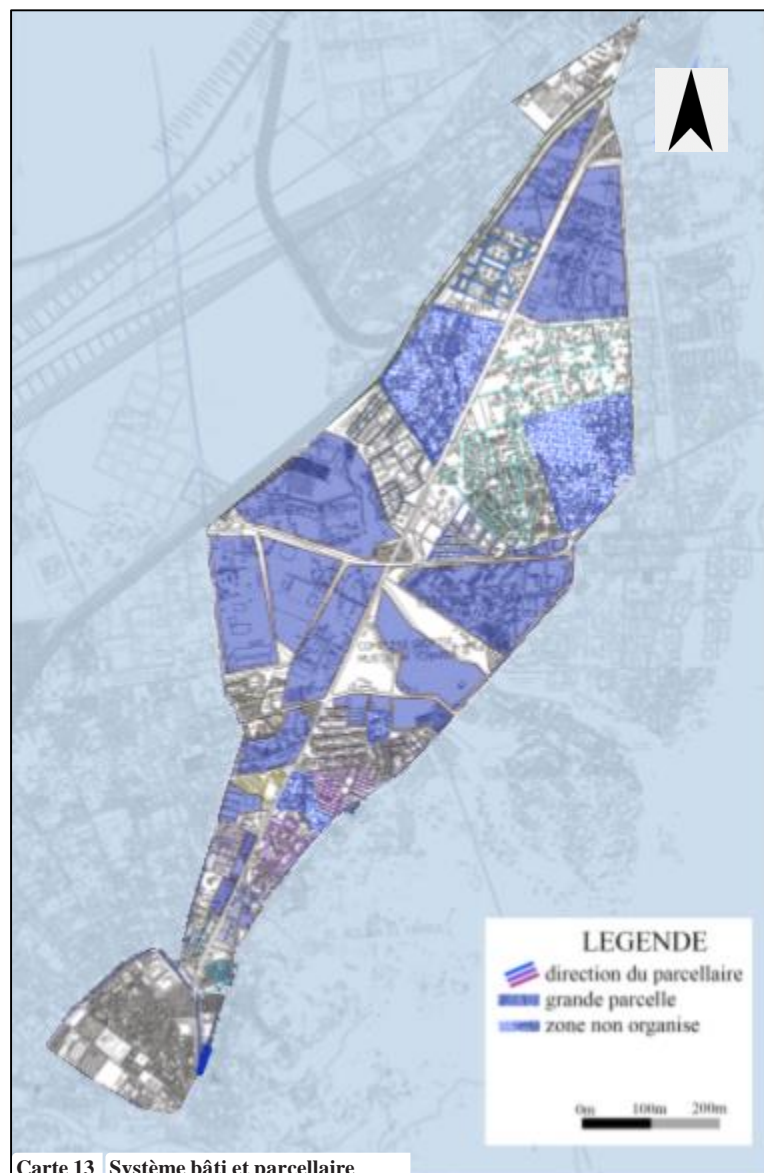 LEGENDE
direction du parcellaire
grande parcelle
zone non organise
0m 100m 200m
Carte 13 Système bâti et parcellaire